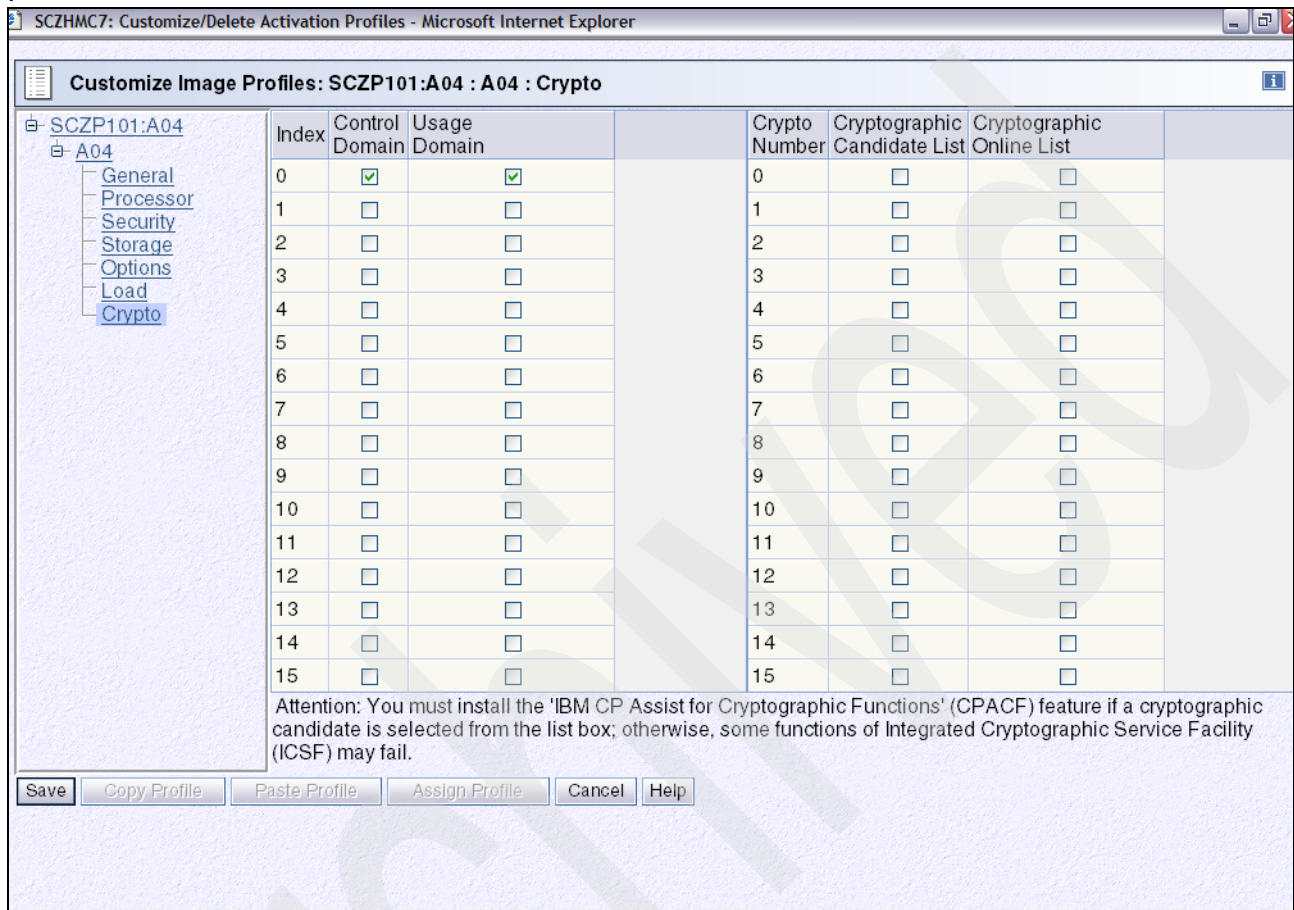 SCZHMC7: Customize/Delete Activation Profiles - Microsoft Internet Explorer
Customize Image Profiles: SCZP101:A04 : A04 : Crypto
SCZP101:A04
A04
General
Processor
Security
Storage
Options
Load
Crypto
Index Control Domain Usage Domain Crypto Number Cryptographic Candidate List Cryptographic Online List
0 0
1 1
2 2
3 3
4 4
5 5
6 6
7 7
8 8
9 9
10 10
11 11
12 12
13 13
14 14
15 15
Attention: You must install the 'IBM CP Assist for Cryptographic Functions' (CPACF) feature if a cryptographic
candidate is selected from the list box; otherwise, some functions of Integrated Cryptographic Service Facility
(ICSF) may fail.
Save Copy Profile Paste Profile Assign Profile Cancel Help